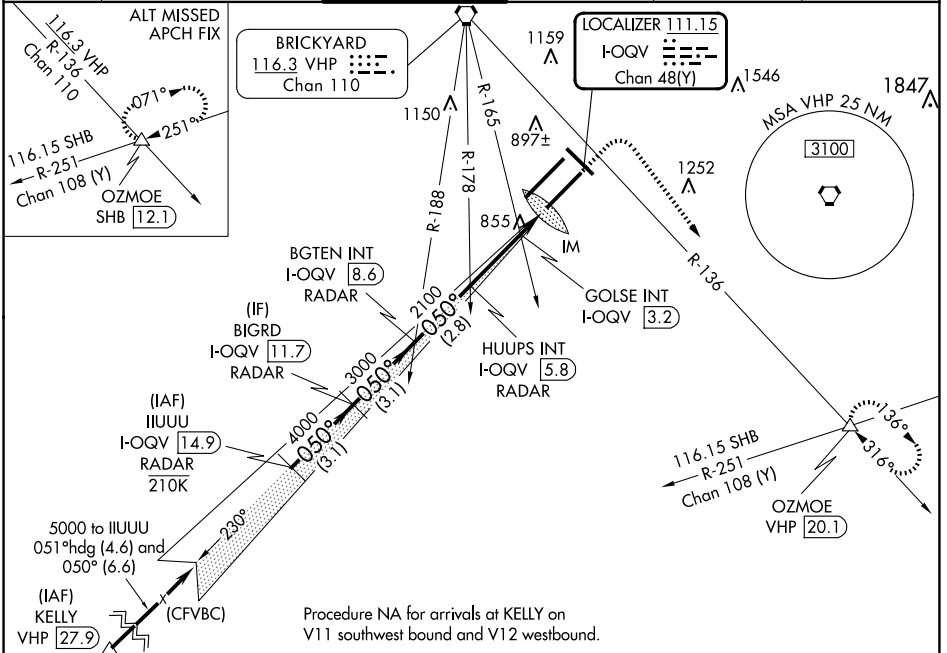 ALT MISSED
APCH FIX
116.3 VHP
R-136
Chan 110
071°
251°
116.15 SHB
R-251
Chan 108 (Y)
OZMOE
SHB 12.1
BRICKYARD
116.3 VHP
Chan 110
LOCALIZER 111.15
I-OQV
Chan 48(Y)
1159
1546
1847
1150
897±
1252
855
R-165
R-178
R-188
R-136
MSA VHP 25 NM
3100
IM
BGTEN INT
I-OQV 8.6
RADAR
(IF)
BIGRD
I-OQV 11.7
RADAR
(IAF)
IIUUU
I-OQV 14.9
RADAR
210K
GOLSE INT
I-OQV 3.2
HUUPS INT
I-OQV 5.8
RADAR
2100
050°
(2.8)
3000
050°
(3.1)
4000
050°
(3.1)
230°
5000 to IIUUU
051°hdg (4.6) and
050° (6.6)
(IAF)
KELLY
VHP 27.9
(CFVBC)
116.15 SHB
R-251
Chan 108 (Y)
136°
316°
OZMOE
VHP 20.1
Procedure NA for arrivals at KELLY on
V11 southwest bound and V12 westbound.